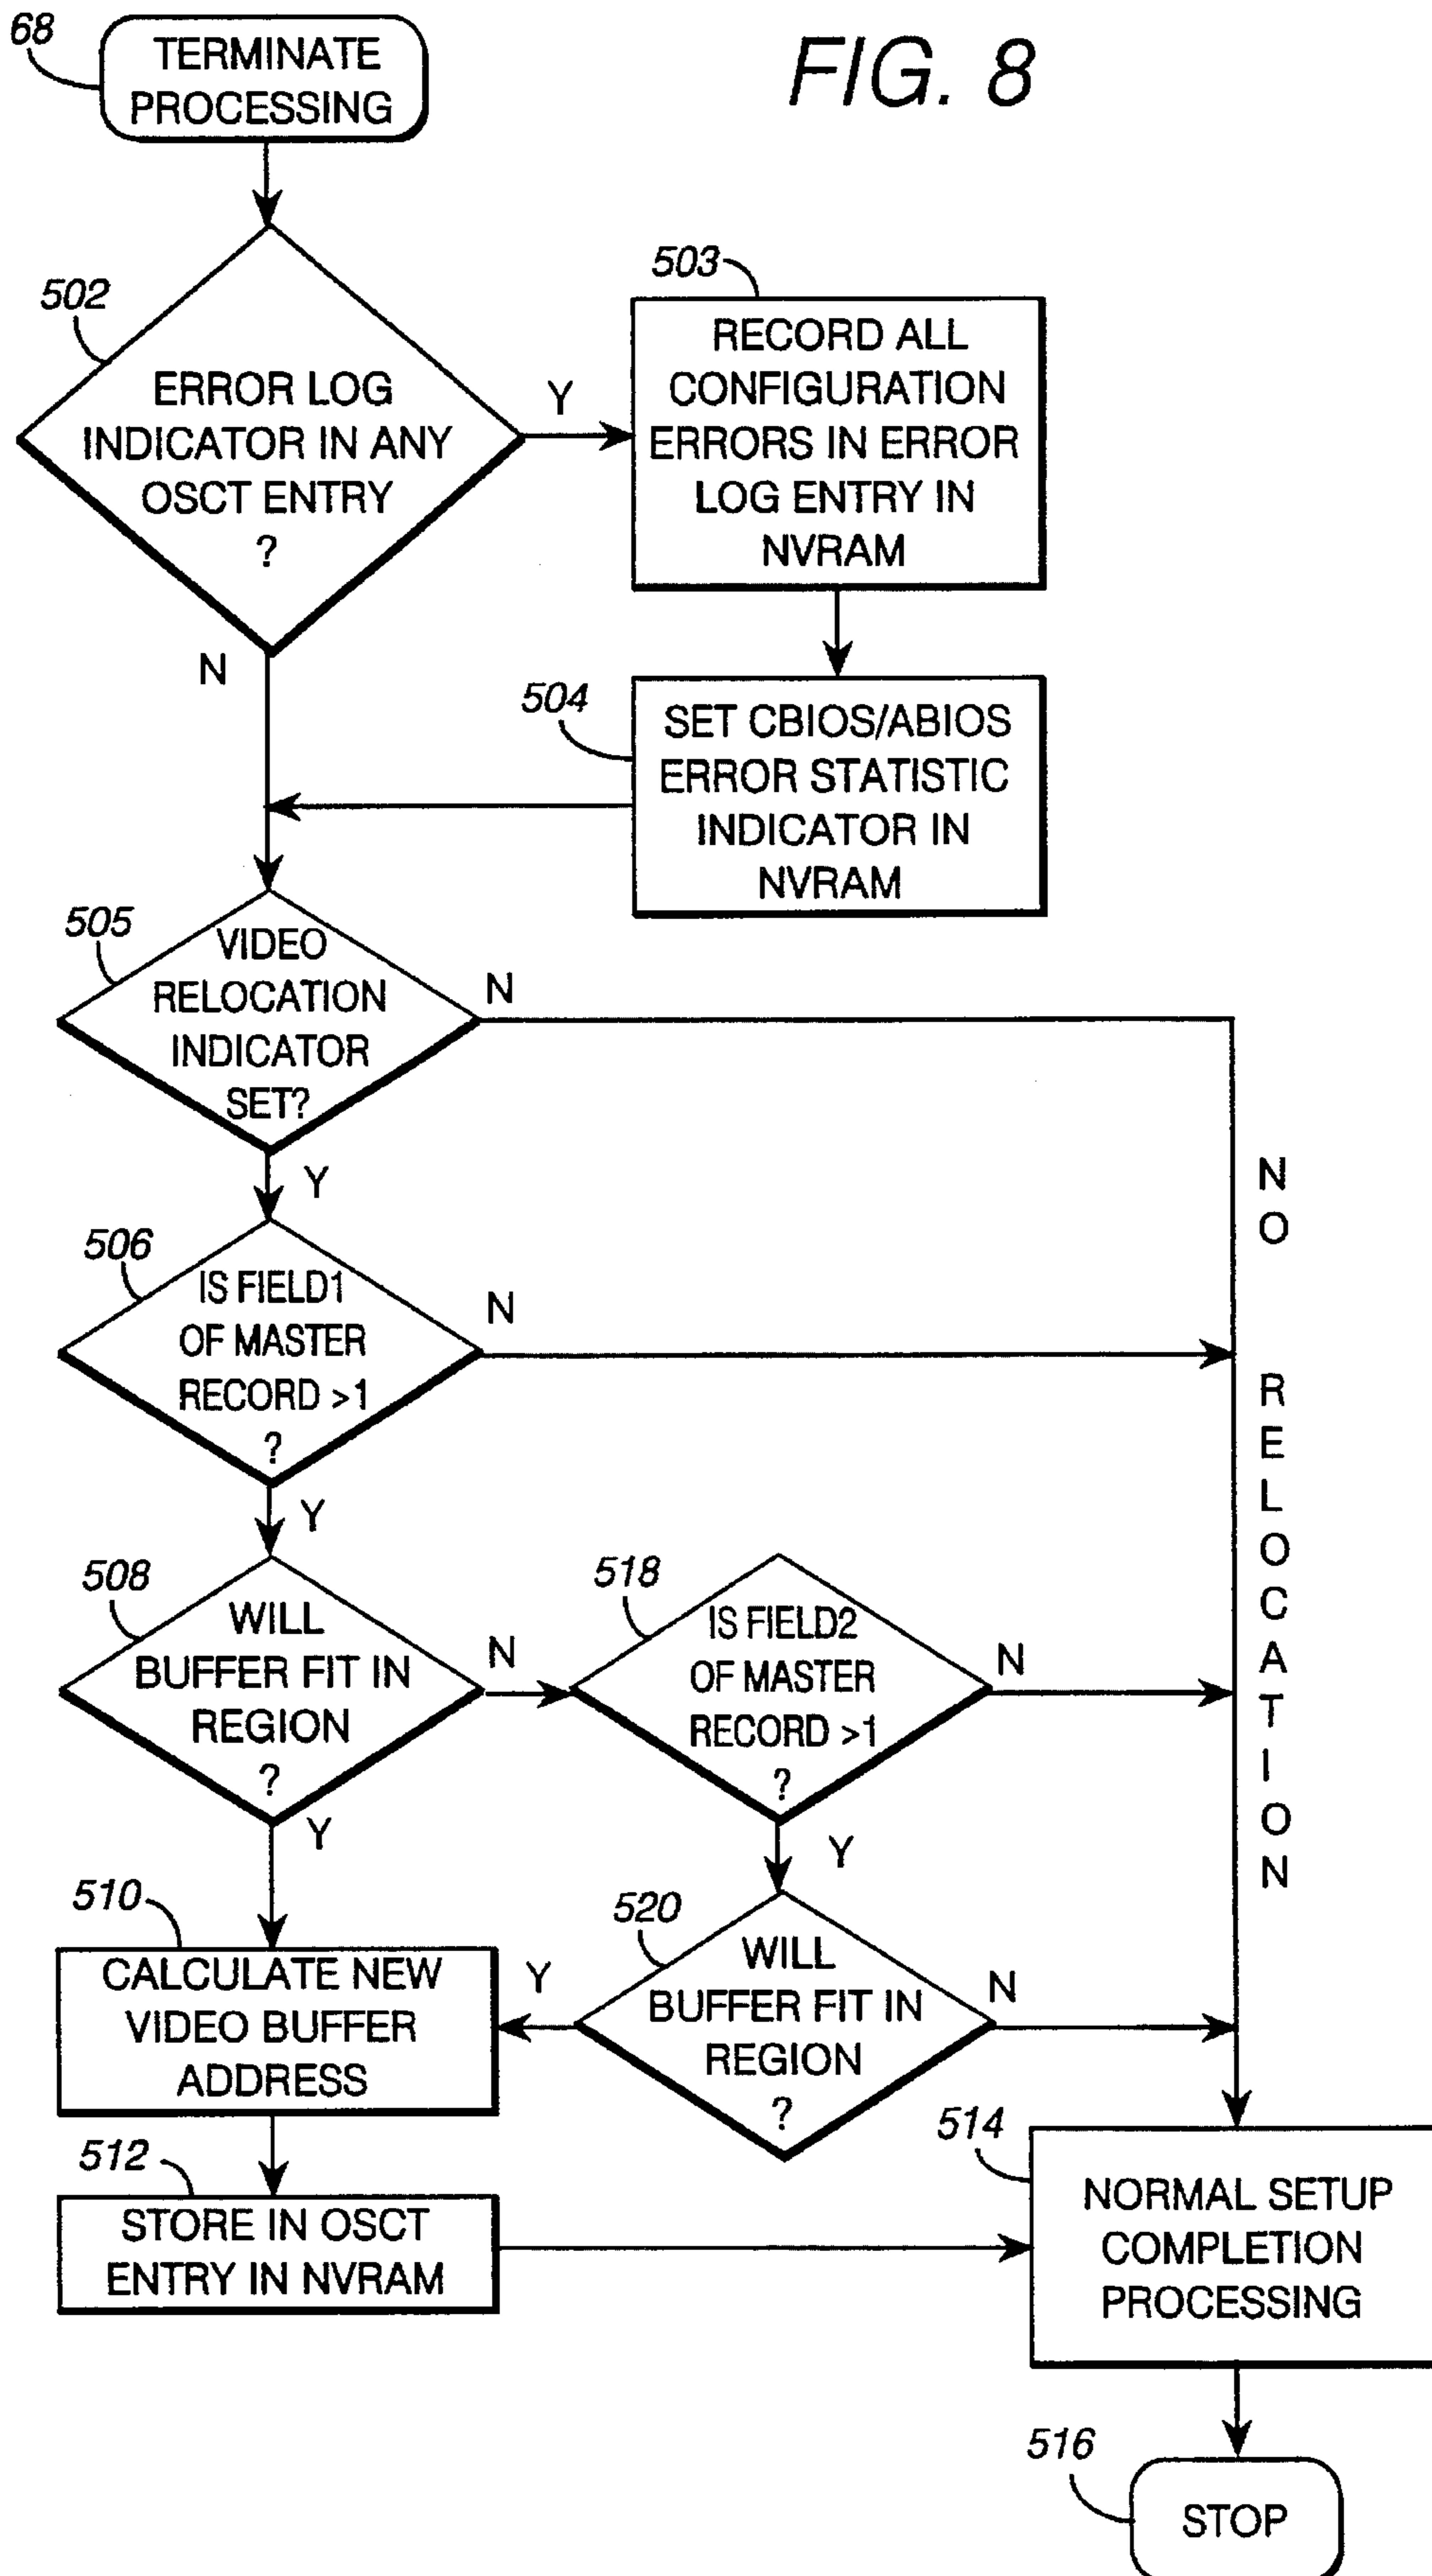 68
TERMINATE
PROCESSING
FIG. 8
502
ERROR LOG
INDICATOR IN ANY
OSCT ENTRY
?
Y
503
RECORD ALL
CONFIGURATION
ERRORS IN ERROR
LOG ENTRY IN
NVRAM
N
504
SET CBIOS/ABIOS
ERROR STATISTIC
INDICATOR IN
NVRAM
505
VIDEO
RELOCATION
INDICATOR
SET?
N
Y
NO RELOCATION
506
IS FIELD1
OF MASTER
RECORD >1
?
N
Y
508
WILL
BUFFER FIT IN
REGION
?
N
Y
518
IS FIELD2
OF MASTER
RECORD >1
?
N
Y
510
CALCULATE NEW
VIDEO BUFFER
ADDRESS
520
WILL
BUFFER FIT IN
REGION
?
Y
N
512
STORE IN OSCT
ENTRY IN NVRAM
514
NORMAL SETUP
COMPLETION
PROCESSING
516
STOP